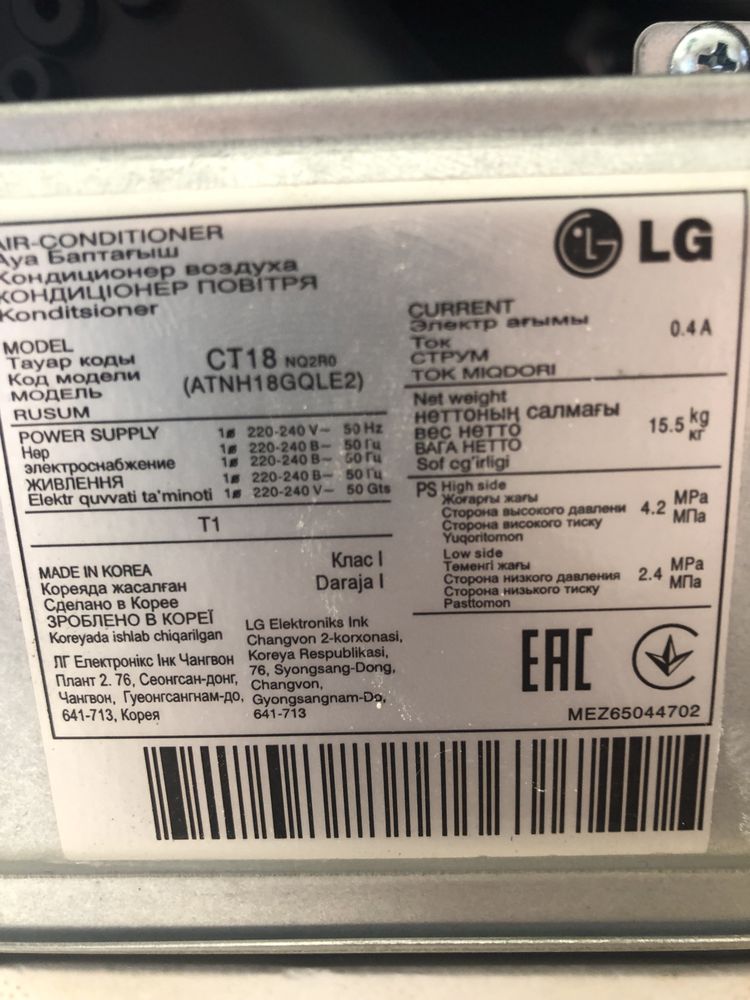 AIR-CONDITIONER
Ауа Баптағыш
Кондиционер воздуха
КОНДИЦІОНЕР ПОВІТРЯ
Konditsioner
LG
MODEL
Тауар коды
Код модели
МОДЕЛЬ
RUSUM
CT18 NQ2R0
(ATNH18GQLE2)
CURRENT
Электр ағымы
Ток
СТРУМ
TOK MIQDORI
0.4 A
POWER SUPPLY 1ø 220-240 V~ 50 Hz
Нәр 1ø 220-240 В~ 50 Гц
электроснабжение 1ø 220-240 В~ 50 Гц
ЖИВЛЕННЯ 1ø 220-240 В~ 50 Гц
Elektr quvvati ta'minoti 1ø 220-240 V~ 50 Gts
Net weight
нөттоның салмағы
вес нетто
ВАГА НЕТТО
Sof cg'irligi
15.5 kg
кг
T1
PS High side
Жоғарғы жағы
Сторона высокого давлени
Сторона високого тиску
Yuqoritomon
4.2 MPa
МПа
Low side
Төменгі жағы
Сторона низкого давления
Сторона низького тиску
Pasttomon
2.4 MPa
МПа
MADE IN KOREA
Кореяда жасалған
Сделано в Корее
ЗРОБЛЕНО В КОРЕЇ
Koreyada ishlab chiqarilgan
Клас I
Daraja I
ЛГ Електронікс Інк Чангвон
Плант 2. 76, Сеонгсан-донг,
Чангвон, Гуеонгсангнам-до,
641-713, Корея
LG Elektroniks Ink
Changvon 2-korxonasi,
Koreya Respublikasi,
76, Syongsang-Dong,
Changvon,
Gyongsangnam-Do,
641-713
EAC
MEZ65044702